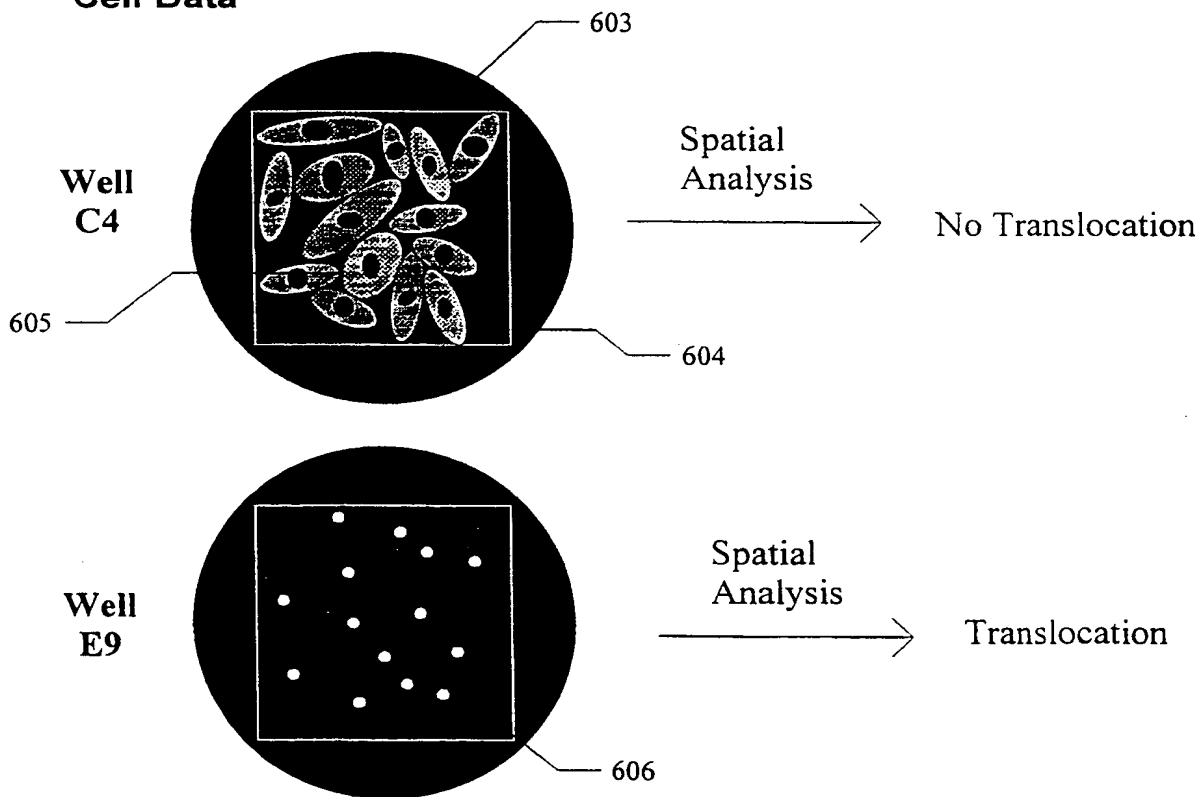 Cell Data
603
Well
C4
Spatial
Analysis
No Translocation
605
604
Well
E9
Spatial
Analysis
Translocation
606